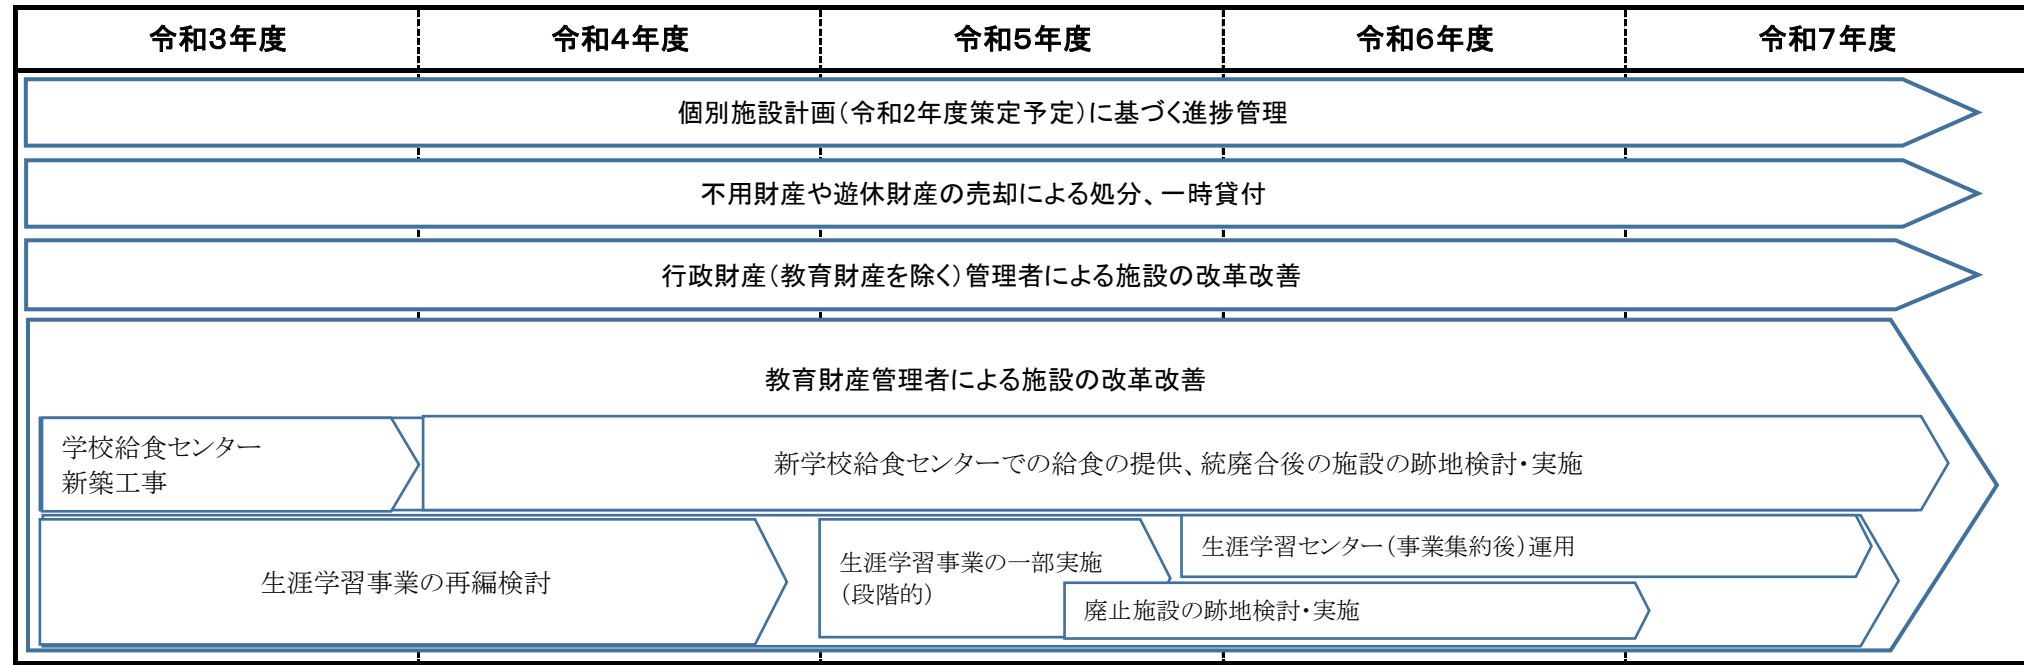 令和3年度
令和4年度
令和5年度
令和6年度
令和7年度
個別施設計画(令和2年度策定予定)に基づく進捗管理
不用財産や遊休財産の売却による処分、一時貸付
行政財産(教育財産を除く)管理者による施設の改革改善
教育財産管理者による施設の改革改善
学校給食センター
新築工事
新学校給食センターでの給食の提供、統廃合後の施設の跡地検討・実施
生涯学習事業の再編検討
生涯学習事業の一部実施
(段階的)
生涯学習センター(事業集約後)運用
廃止施設の跡地検討・実施